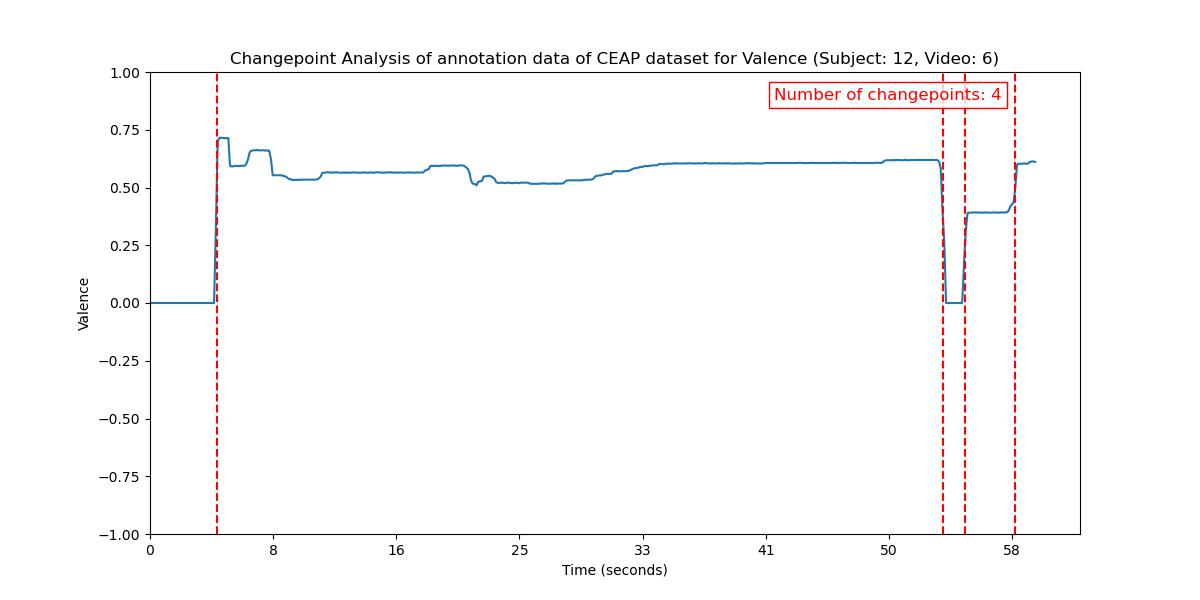 Changepoint Analysis of annotation data of CEAP dataset for Valence (Subject: 12, Video: 6)
Number of changepoints: 4
1.00
0.75
0.50
0.25
0.00
−0.25
−0.50
−0.75
−1.00
Valence
0 8 16 25 33 41 50 58
Time (seconds)